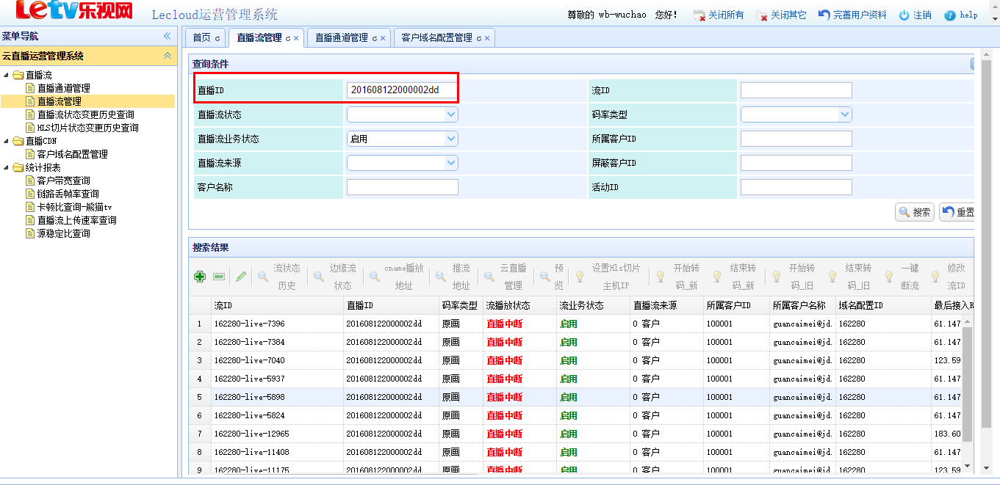 Letv乐视网 Lecloud运营管理系统 尊敬的 wb-wuchao 您好! 关闭所有 关闭其它 完善用户资料 注销 help
菜单导航
云直播运营管理系统
直播流
直播通道管理
直播流管理
直播流状态变更历史查询
HLS切片状态变更历史查询
直播CDN
客户域名配置管理
统计报表
客户带宽查询
链路丢帧率查询
卡顿比查询-熊猫tv
直播流上传速率查询
源稳定比查询
首页 直播流管理 直播通道管理 客户域名配置管理
查询条件
直播ID 201608122000002dd 流ID
直播流状态 码率类型
直播流业务状态 启用 所属客户ID
直播流来源 屏蔽客户ID
客户名称 活动ID
搜索 重置
搜索结果
流状态 边缘流 cname播放 推流 云直播 预 设置Hls切片 开始转 结束转 开始转 结束转 一键 修改
历史 状态 地址 地址 管理 览 主机IP 码_新 码_新 码_旧 码_旧 断流 流ID
流ID 直播ID 码率类型 流播放状态 流业务状态 直播流来源 所属客户ID 所属客户名称 域名配置ID 最后接入R
1 162280-live-7396 201608122000002dd 原画 直播中断 启用 0 客户 100001 guancaimei@jd. 162280 61.147
2 162280-live-7384 201608122000002dd 原画 直播中断 启用 0 客户 100001 guancaimei@jd. 162280 61.147
3 162280-live-7040 201608122000002dd 原画 直播中断 启用 0 客户 100001 guancaimei@jd. 162280 123.59
4 162280-live-5937 201608122000002dd 原画 直播中断 启用 0 客户 100001 guancaimei@jd. 162280 61.147
5 162280-live-5898 201608122000002dd 原画 直播中断 启用 0 客户 100001 guancaimei@jd. 162280 61.147
6 162280-live-5824 201608122000002dd 原画 直播中断 启用 0 客户 100001 guancaimei@jd. 162280 61.147
7 162280-live-12965 201608122000002dd 原画 直播中断 启用 0 客户 100001 guancaimei@jd. 162280 183.60
8 162280-live-11408 201608122000002dd 原画 直播中断 启用 0 客户 100001 guancaimei@jd. 162280 61.147
9 162280-live-11175 201608122000002dd 原画 直播中断 启用 0 客户 100001 guancaimei@jd. 162280 123.59